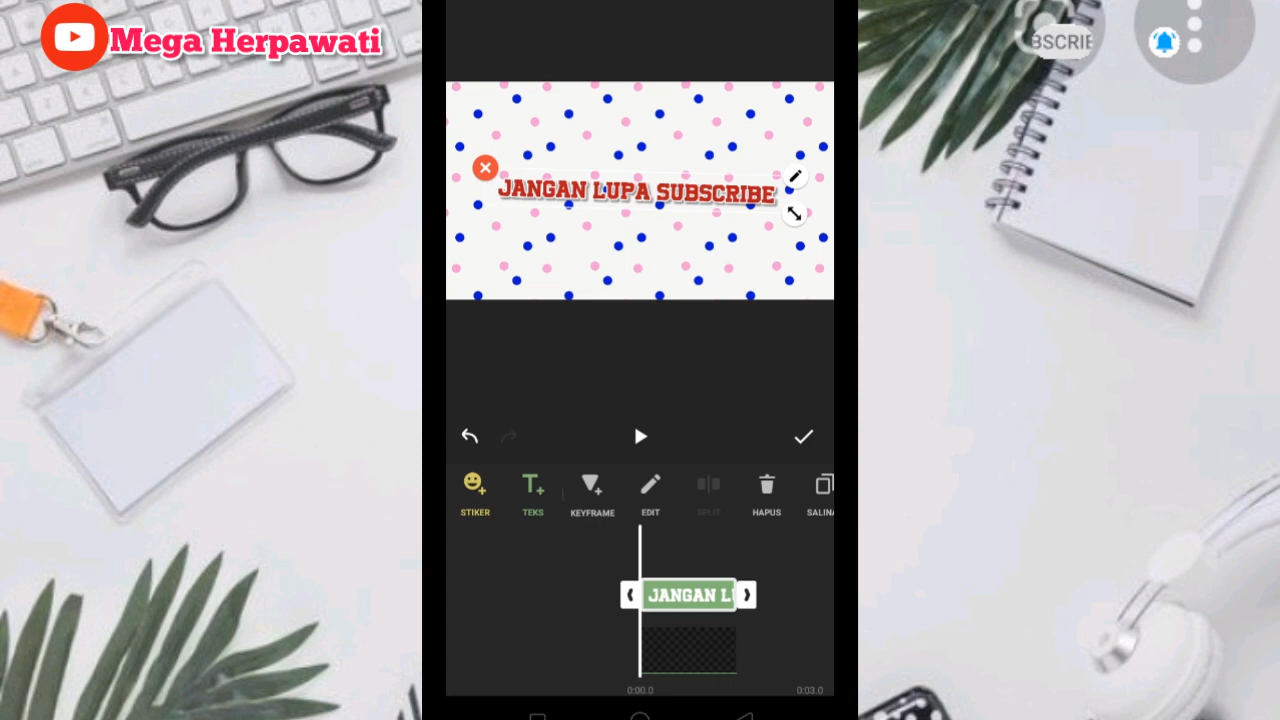 Mega Herpawati
BSCRIE
JANGAN LUPA SUBSCRIBE
STIKER
TEKS
KEYFRAME
EDIT
SPLIT
HAPUS
SALINA
JANGAN LU
0:00.0
0:03.0